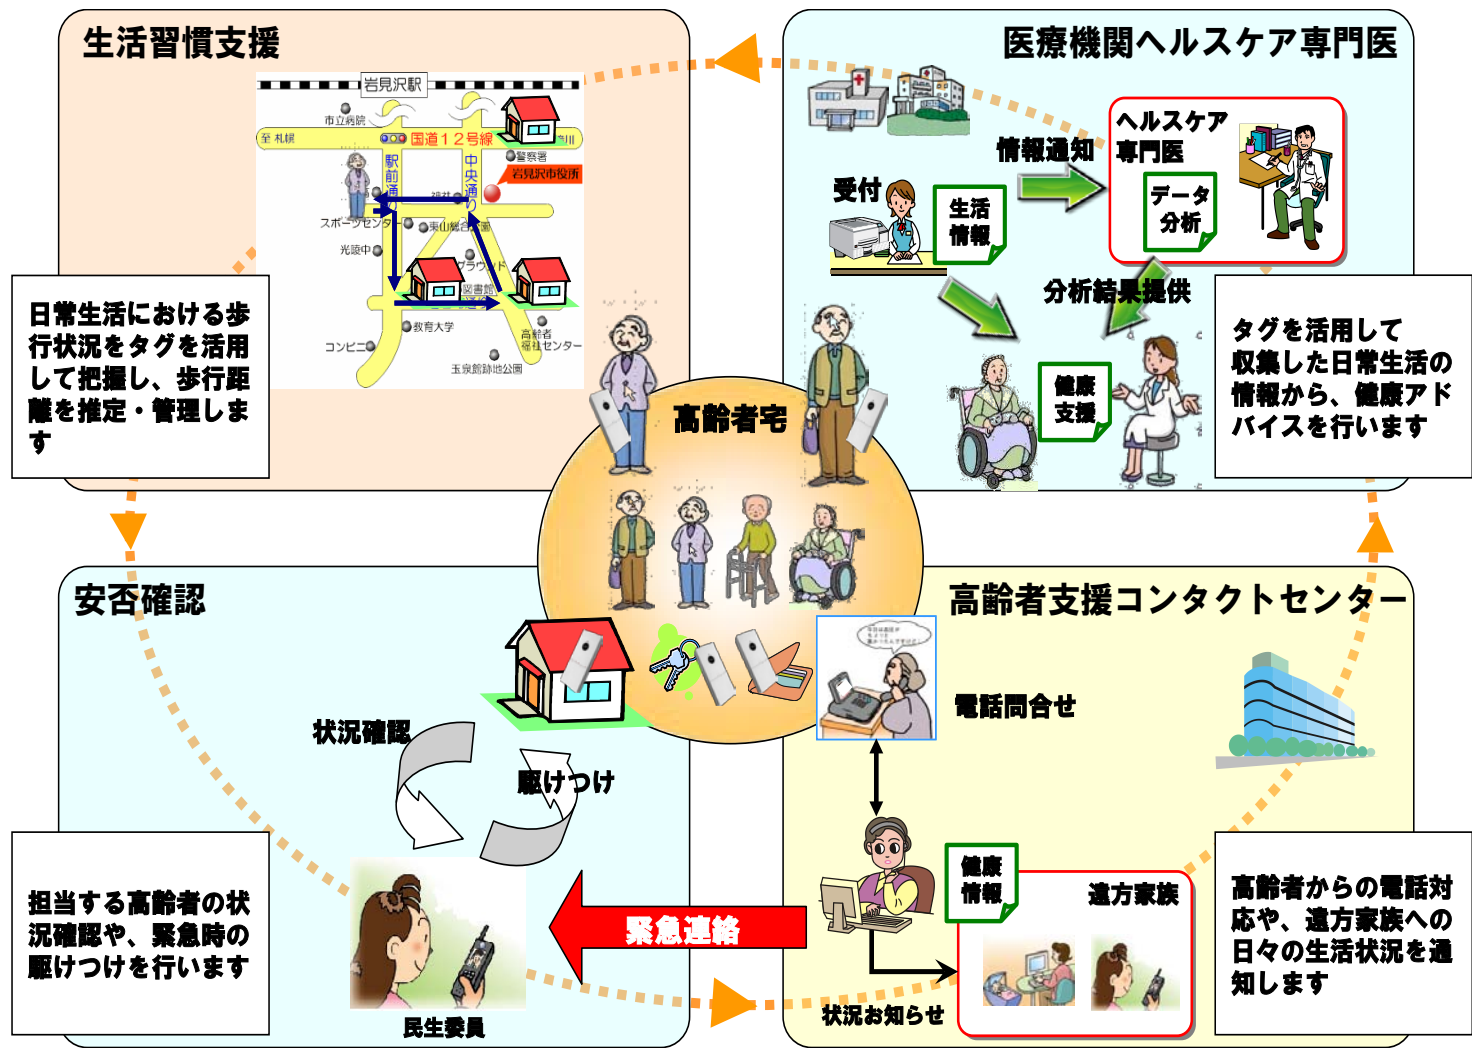 生活習慣支援
岩見沢駅
市立病院
至 札幌
国道12号線
滝川
警察署
岩見沢市役所
駅前通り
中央通り
スポーツセンター
東山総合公園
光陵中
グラウンド
図書館
教育大学
コンビニ
高齢者
福祉センター
玉泉館跡地公園
日常生活における歩
行状況をタグを活用
して把握し、歩行距
離を推定・管理しま
す
医療機関ヘルスケア専門医
ヘルスケア
専門医
情報通知
受付
生活
情報
データ
分析
分析結果提供
健康
支援
タグを活用して
収集した日常生活の
情報から、健康アド
バイスを行います
高齢者宅
安否確認
状況確認
駆けつけ
担当する高齢者の状
況確認や、緊急時の
駆けつけを行います
民生委員
緊急連絡
高齢者支援コンタクトセンター
電話問合せ
健康
情報
遠方家族
状況お知らせ
高齢者からの電話対
応や、遠方家族への
日々の生活状況を通
知します